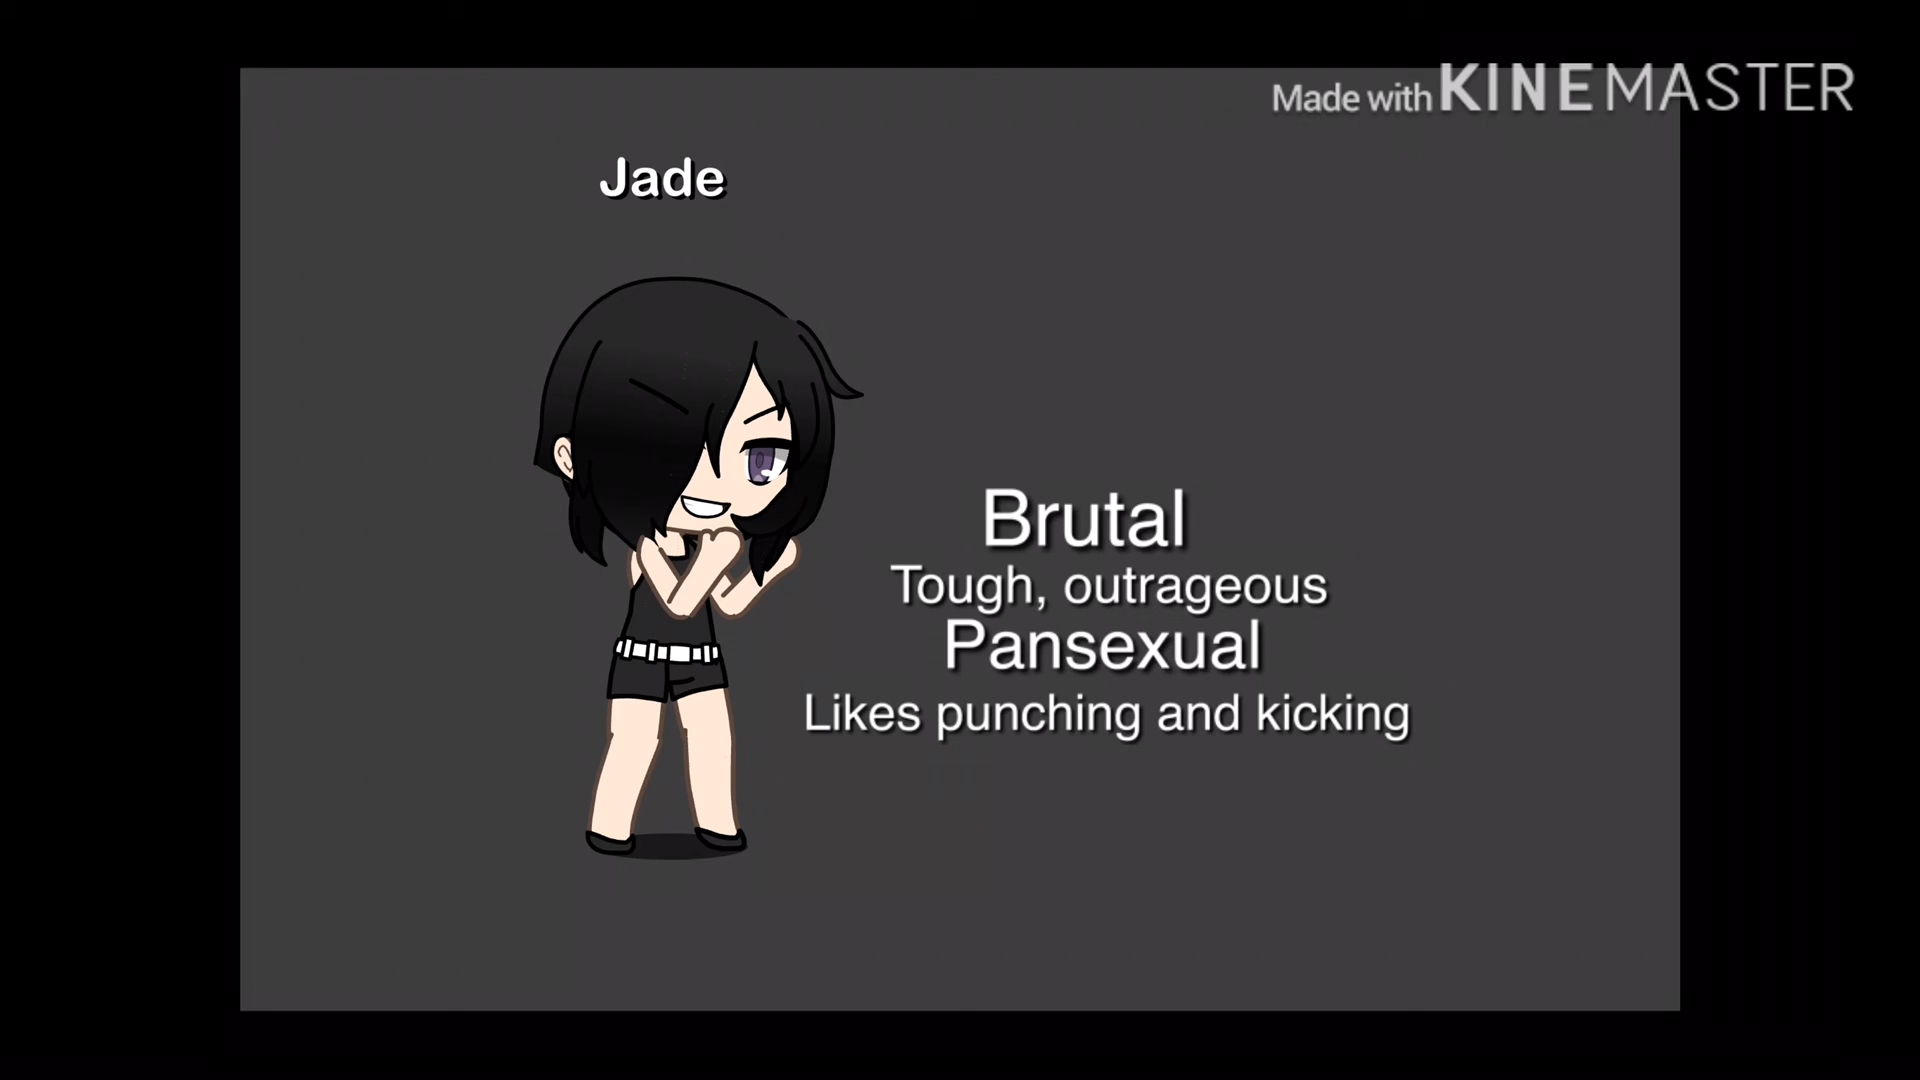 Made with KINEMASTER
Jade
Brutal
Tough, outrageous
Pansexual
Likes punching and kicking